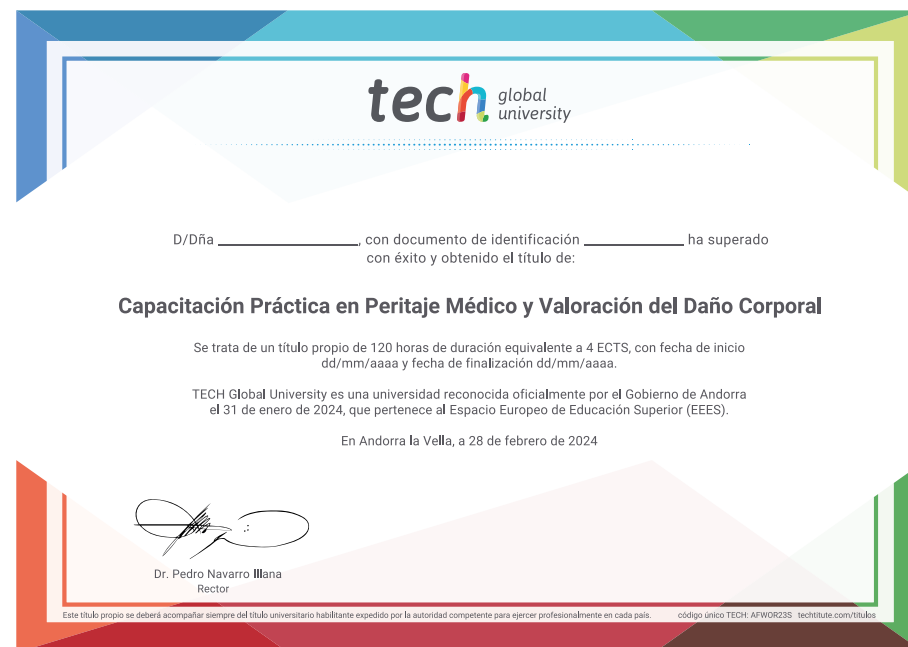 tech global university
D/Dña ____________________, con documento de identificación ______________ ha superado
con éxito y obtenido el título de:
Capacitación Práctica en Peritaje Médico y Valoración del Daño Corporal
Se trata de un título propio de 120 horas de duración equivalente a 4 ECTS, con fecha de inicio
dd/mm/aaaa y fecha de finalización dd/mm/aaaa.
TECH Global University es una universidad reconocida oficialmente por el Gobierno de Andorra
el 31 de enero de 2024, que pertenece al Espacio Europeo de Educación Superior (EEES).
En Andorra la Vella, a 28 de febrero de 2024
Dr. Pedro Navarro Illana
Rector
Este título propio se deberá acompañar siempre del título universitario habilitante expedido por la autoridad competente para ejercer profesionalmente en cada país. código único TECH: AFWOR23S techtitute.com/titulos